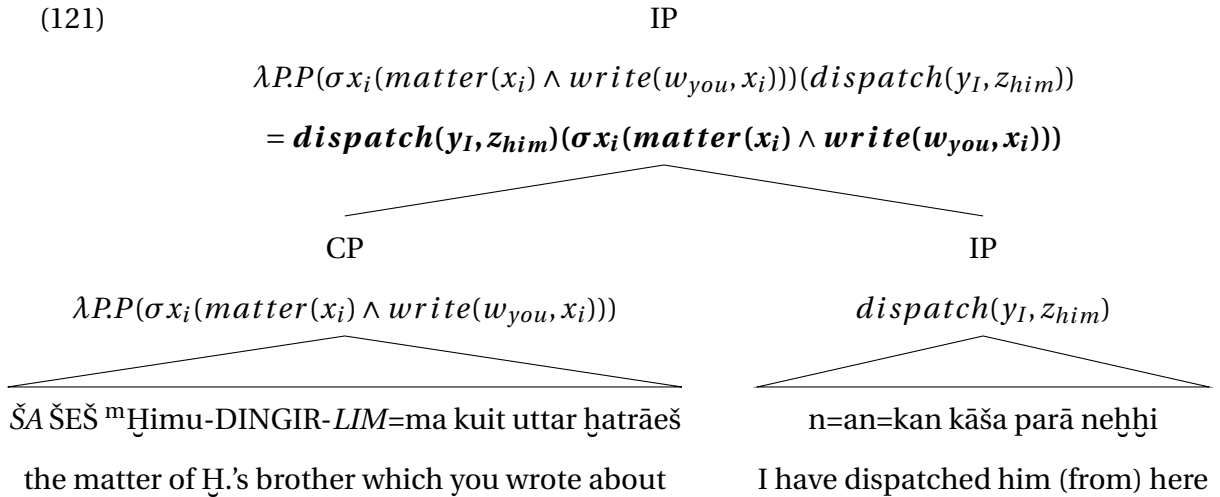 (121) IP
λP.P(σx_i(matter(x_i) ∧ write(w_you, x_i)))(dispatch(y_I, z_him))
= dispatch(y_I, z_him)(σx_i(matter(x_i) ∧ write(w_you, x_i)))
CP IP
λP.P(σx_i(matter(x_i) ∧ write(w_you, x_i))) dispatch(y_I, z_him)
ŠA ŠEŠ ᵐḪimu-DINGIR-LIM=ma kuit uttar ḫatrāeš n=an=kan kāša parā neḫḫi
the matter of Ḫ.'s brother which you wrote about I have dispatched him (from) here